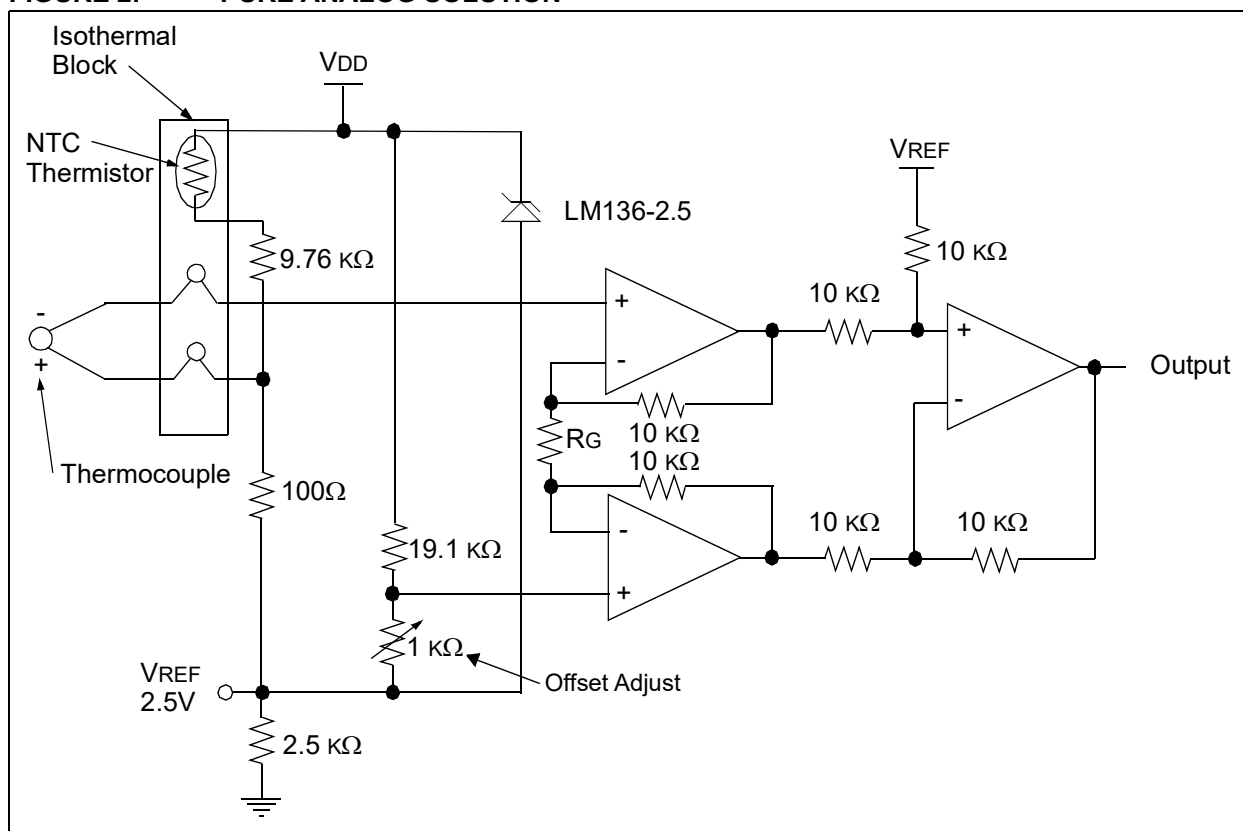 Isothermal
Block
VDD
NTC
Thermistor
VREF
LM136-2.5
10 KΩ
9.76 KΩ
10 KΩ
-
+
+
-
+
-
Output
RG
10 KΩ
10 KΩ
Thermocouple
100Ω
10 KΩ
10 KΩ
-
+
19.1 KΩ
1 KΩ
Offset Adjust
VREF
2.5V
2.5 KΩ